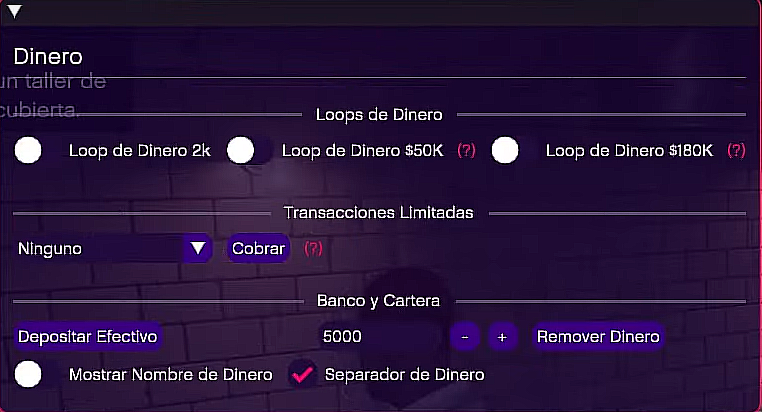 Dinero
un taller de
cubierta.
Loops de Dinero
Loop de Dinero 2k Loop de Dinero $50K (?) Loop de Dinero $180K (?)
Transacciones Limitadas
Ninguno Cobrar (?)
Banco y Cartera
Depositar Efectivo 5000 - + Remover Dinero
Mostrar Nombre de Dinero Separador de Dinero